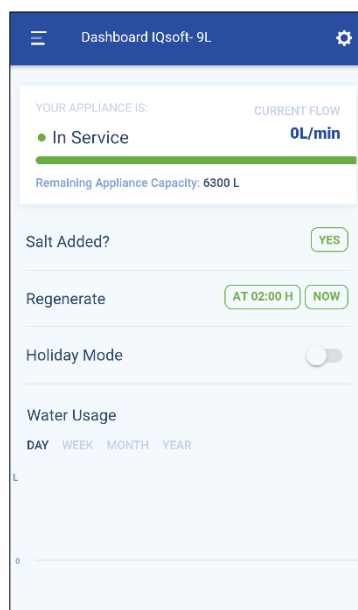 Dashboard IQsoft- 9L
YOUR APPLIANCE IS:
CURRENT FLOW
In Service
0L/min
Remaining Appliance Capacity: 6300 L
Salt Added?
YES
Regenerate
AT 02:00 H
NOW
Holiday Mode
Water Usage
DAY WEEK MONTH YEAR
L
0